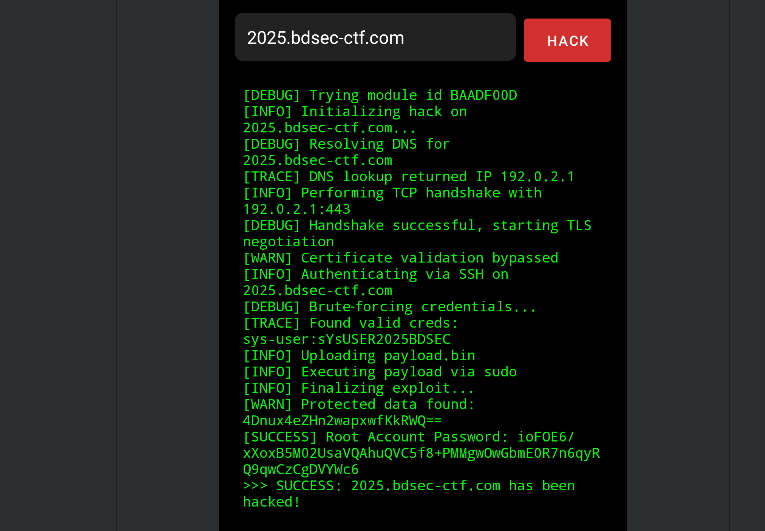 2025.bdsec-ctf.com
HACK
[DEBUG] Trying module id BAADF00D
[INFO] Initializing hack on
2025.bdsec-ctf.com...
[DEBUG] Resolving DNS for
2025.bdsec-ctf.com
[TRACE] DNS lookup returned IP 192.0.2.1
[INFO] Performing TCP handshake with
192.0.2.1:443
[DEBUG] Handshake successful, starting TLS
negotiation
[WARN] Certificate validation bypassed
[INFO] Authenticating via SSH on
2025.bdsec-ctf.com
[DEBUG] Brute-forcing credentials...
[TRACE] Found valid creds:
sys-user:sYsUSER2025BDSEC
[INFO] Uploading payload.bin
[INFO] Executing payload via sudo
[INFO] Finalizing exploit...
[WARN] Protected data found:
4Dnux4eZHn2wapxwfKkRWQ==
[SUCCESS] Root Account Password: ioFOE6/
xXoxB5M02UsaVQAhuQVC5f8+PMMgwOwGbmE0R7n6qyR
Q9qwCzCgDVYWc6
>>> SUCCESS: 2025.bdsec-ctf.com has been
hacked!